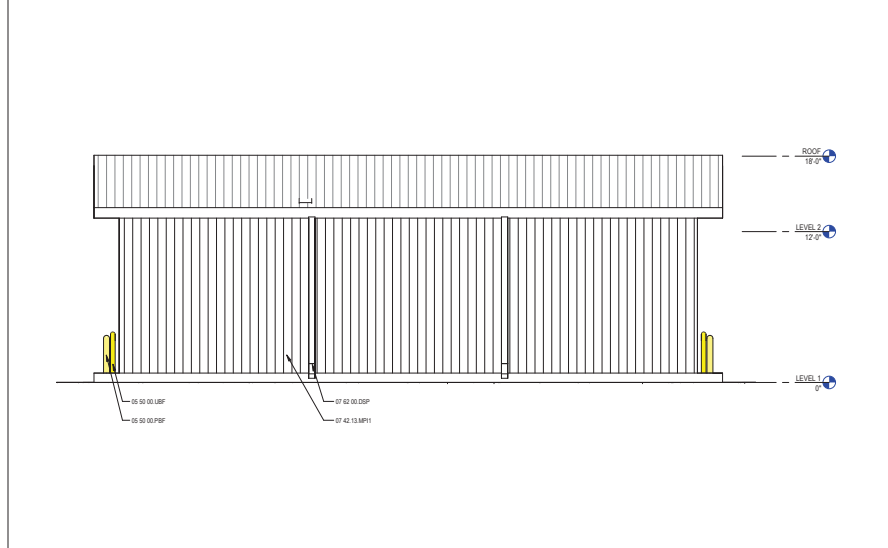 ROOF
18'-0"
LEVEL 2
12'-0"
LEVEL 1
0"
05 50 00.UBF
07 62 00.DSP
05 50 00.PBF
07 42.13.MPI1